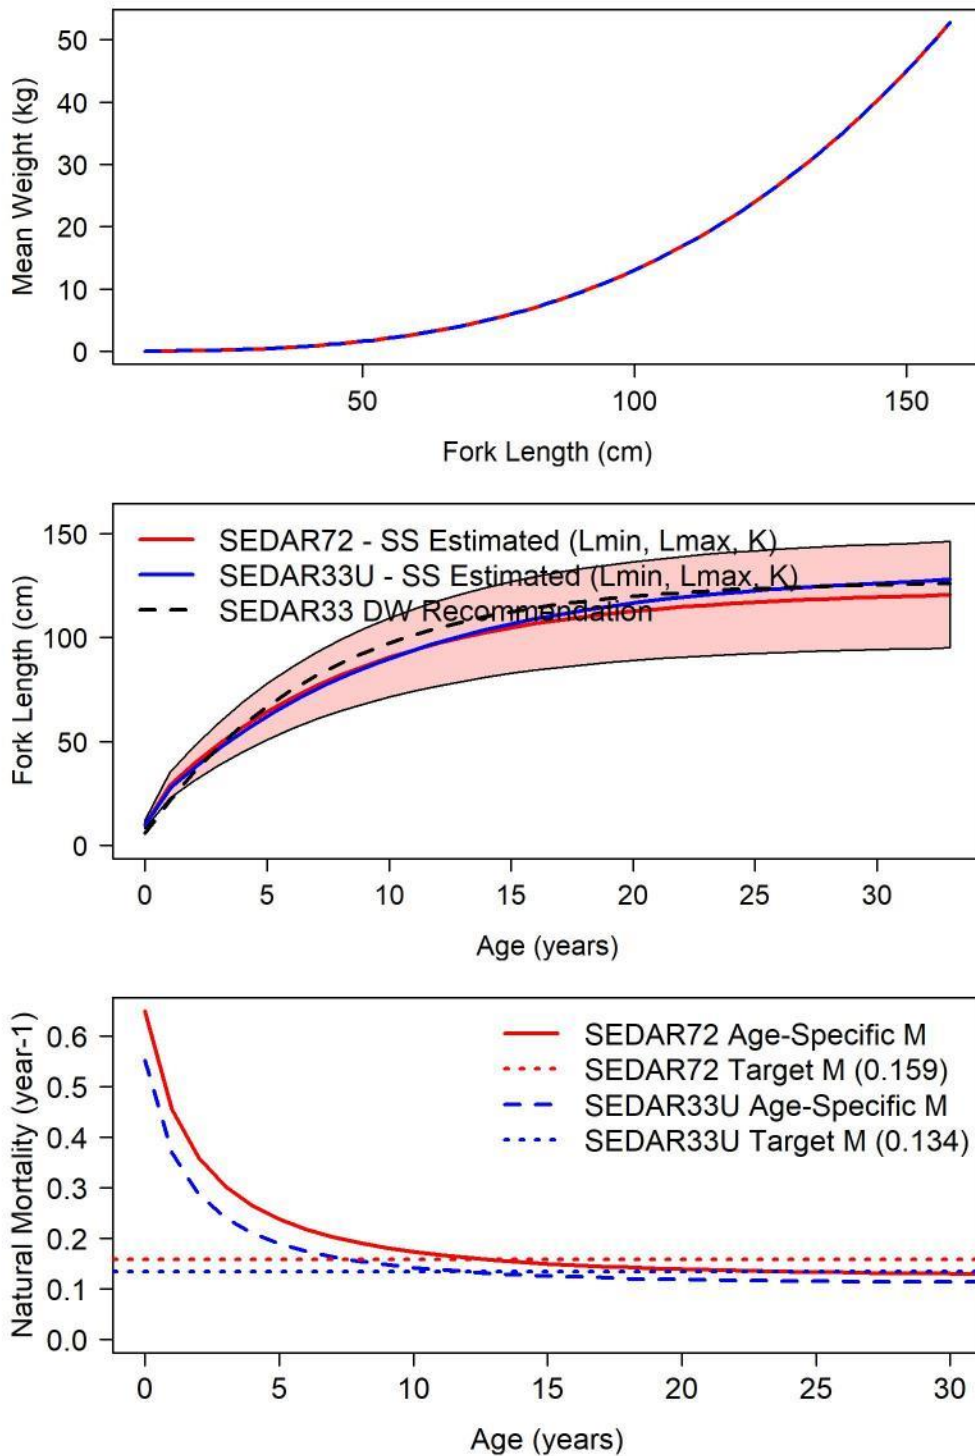 50
40
30
20
10
0
Mean Weight (kg)
50 100 150
Fork Length (cm)
150
100
50
0
Fork Length (cm)
SEDAR72 - SS Estimated (Lmin, Lmax, K)
SEDAR33U - SS Estimated (Lmin, Lmax, K)
SEDAR33 DW Recommendation
0 5 10 15 20 25 30
Age (years)
0.6
0.5
0.4
0.3
0.2
0.1
0.0
Natural Mortality (year-1)
SEDAR72 Age-Specific M
SEDAR72 Target M (0.159)
SEDAR33U Age-Specific M
SEDAR33U Target M (0.134)
0 5 10 15 20 25 30
Age (years)